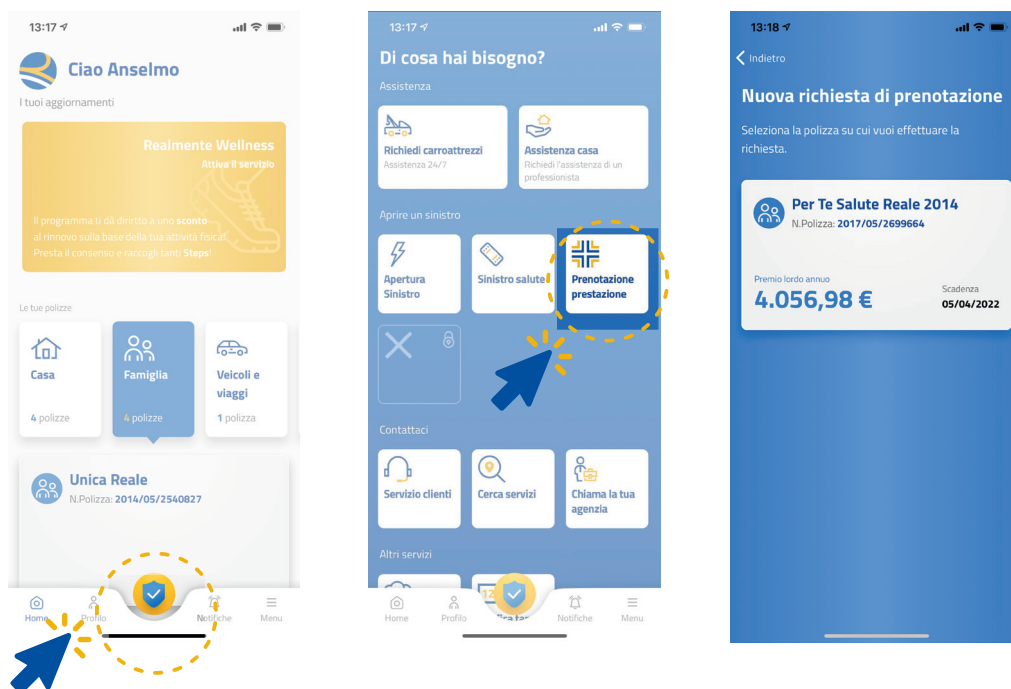 13:17
Ciao Anselmo
I tuoi aggiornamenti
Realmente Wellness
Attiva il servizio
Il programma ti dà dirirtto a uno sconto
al rinnovo sulla base della tua attività fisica!
Presta il consenso e raccogli tanti Steps!
Le tue polizze
Casa
4 polizze
Famiglia
4 polizze
Veicoli e
viaggi
1 polizza
Unica Reale
N.Polizza: 2014/05/2540827
Home
Profilo
Notifiche
Menu
13:17
Di cosa hai bisogno?
Assistenza
Richiedi carroattrezzi
Assistenza 24/7
Assistenza casa
Richiedi l'assistenza di un
professionista
Aprire un sinistro
Apertura
Sinistro
Sinistro salute
Prenotazione
prestazione
Contattaci
Servizio clienti
Cerca servizi
Chiama la tua
agenzia
Altri servizi
12
Home
Profilo
Notifiche
Menu
13:18
Indietro
Nuova richiesta di prenotazione
Seleziona la polizza su cui vuoi effettuare la
richiesta.
Per Te Salute Reale 2014
N.Polizza: 2017/05/2699664
Premio lordo annuo
4.056,98 €
Scadenza
05/04/2022